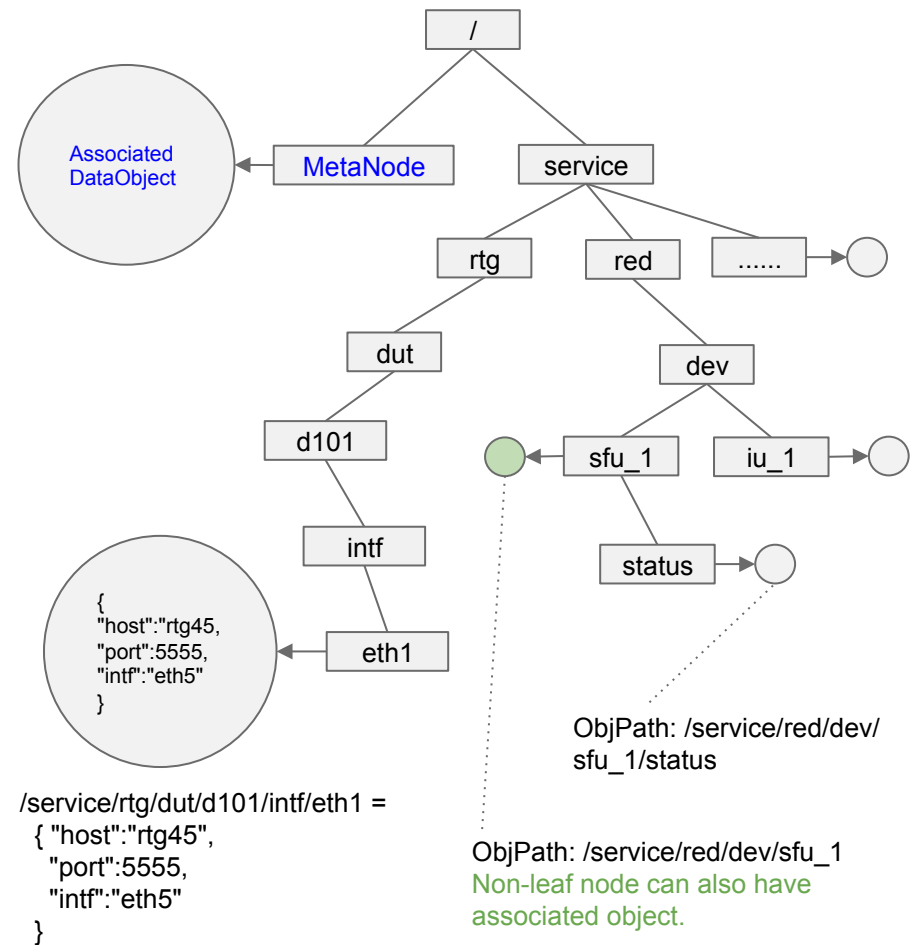 /
Associated
DataObject
MetaNode
service
rtg
red
......
dut
dev
d101
sfu_1
iu_1
intf
status
{
"host":"rtg45,
"port":5555,
"intf":"eth5"
}
eth1
ObjPath: /service/red/dev/
sfu_1/status
/service/rtg/dut/d101/intf/eth1 =
{ "host":"rtg45",
"port":5555,
"intf":"eth5"
}
ObjPath: /service/red/dev/sfu_1
Non-leaf node can also have
associated object.